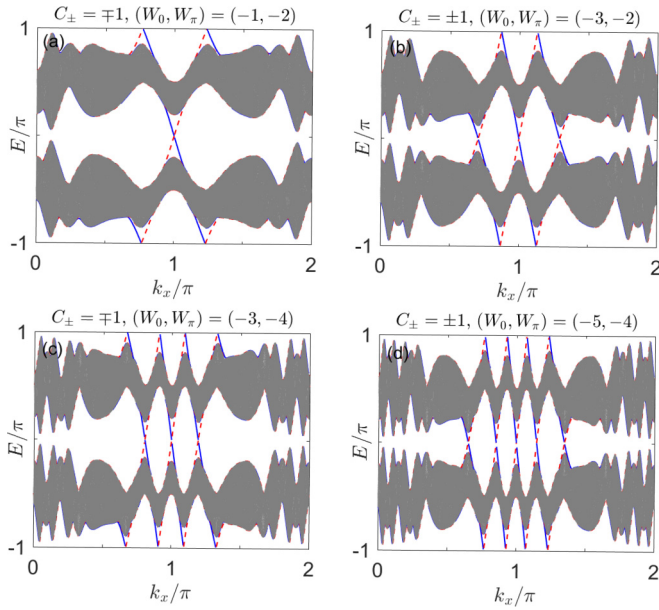 C± = ∓1, (W0, Wπ) = (−1, −2)
(a)
1
E/π
-1
0 1 2
kx/π
C± = ±1, (W0, Wπ) = (−3, −2)
(b)
1
E/π
-1
0 1 2
kx/π
C± = ∓1, (W0, Wπ) = (−3, −4)
(c)
1
E/π
-1
0 1 2
kx/π
C± = ±1, (W0, Wπ) = (−5, −4)
(d)
1
E/π
-1
0 1 2
kx/π